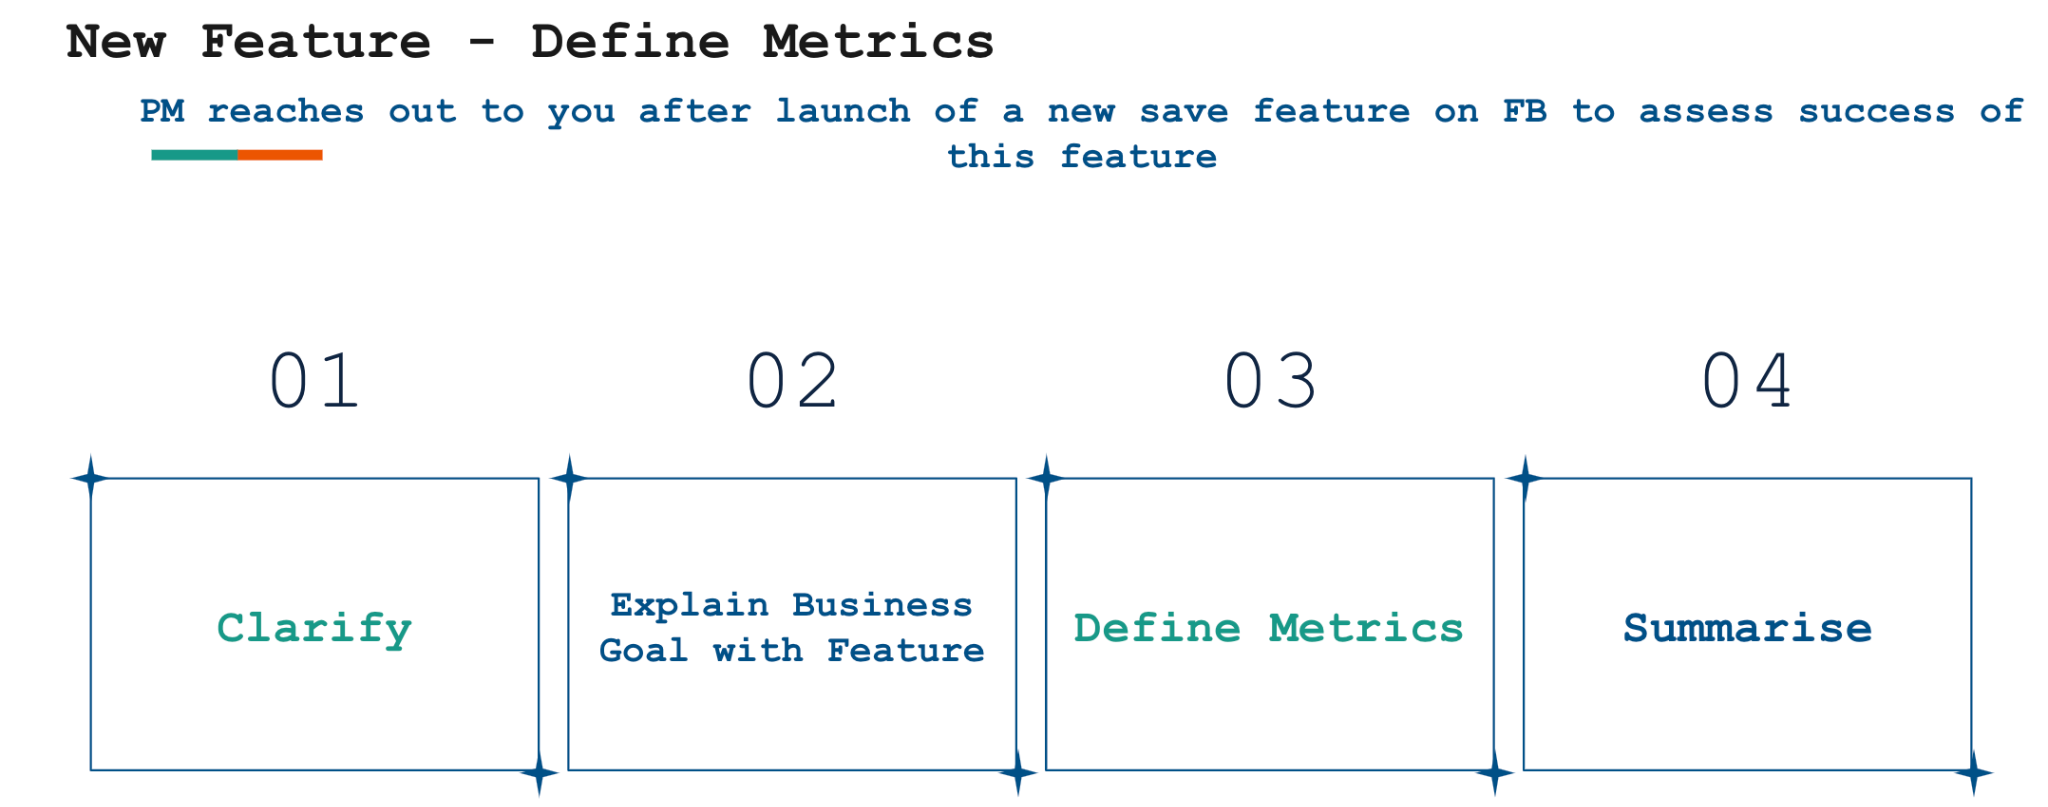 New Feature - Define Metrics
PM reaches out to you after launch of a new save feature on FB to assess success of
this feature
01
02
03
04
Clarify
Explain Business
Goal with Feature
Define Metrics
Summarise